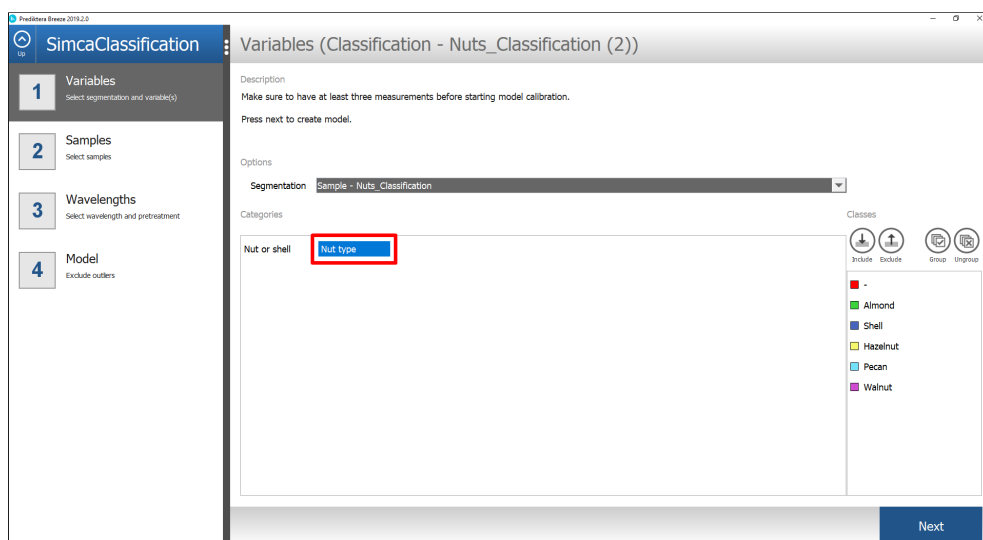 Prediktera Breeze 2019.2.0
Up
SimcaClassification
Variables (Classification - Nuts_Classification (2))
1
Variables
Select segmentation and variable(s)
2
Samples
Select samples
3
Wavelengths
Select wavelength and pretreatment
4
Model
Exclude outliers
Description
Make sure to have at least three measurements before starting model calibration.
Press next to create model.
Options
Segmentation Sample - Nuts_Classification
Categories
Nut or shell Nut type
Classes
Include Exclude Group Ungroup
-
Almond
Shell
Hazelnut
Pecan
Walnut
Next